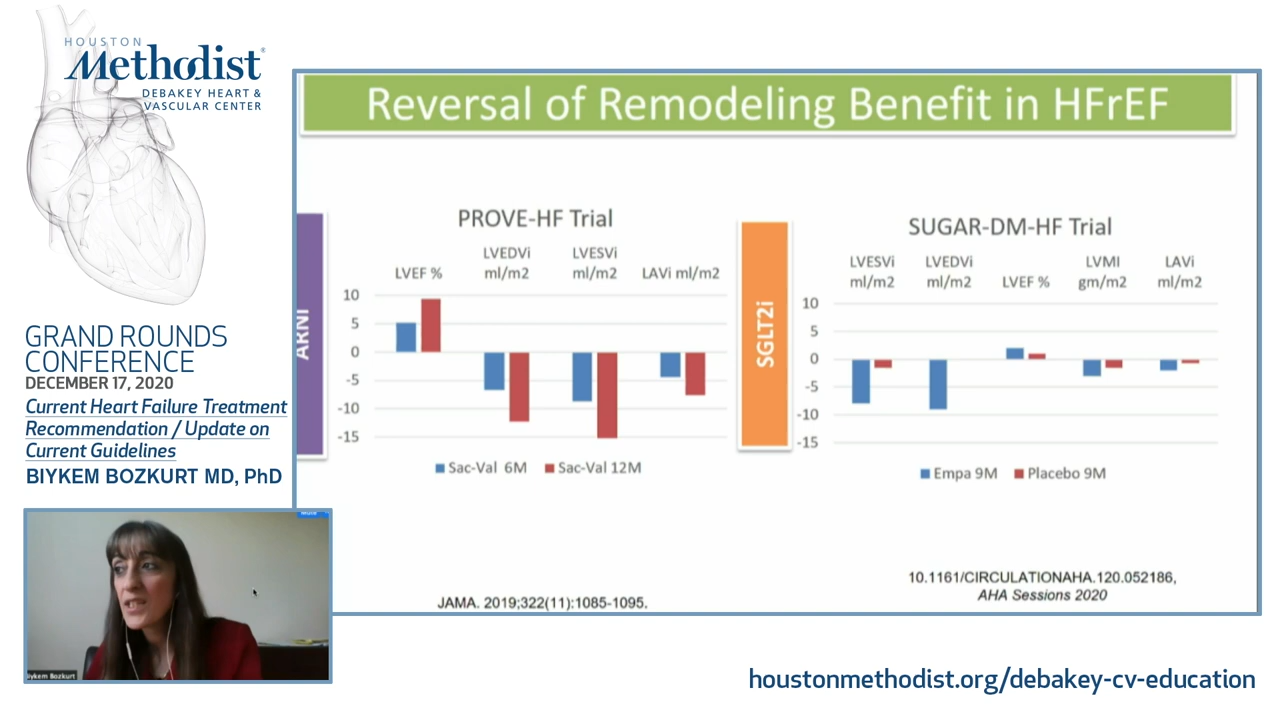 HOUSTON
Methodist®
DEBAKEY HEART &
VASCULAR CENTER
GRAND ROUNDS
CONFERENCE
DECEMBER 17, 2020
Current Heart Failure Treatment
Recommendation / Update on
Current Guidelines
BIYKEM BOZKURT MD, PhD
Reversal of Remodeling Benefit in HFrEF
ARNI
PROVE-HF Trial
LVEF %
LVEDVi
ml/m2
LVESVi
ml/m2
LAVi ml/m2
10
5
0
-5
-10
-15
Sac-Val 6M
Sac-Val 12M
JAMA. 2019;322(11):1085-1095.
SGLT2i
SUGAR-DM-HF Trial
LVESVi
ml/m2
LVEDVi
ml/m2
LVEF %
LVMI
gm/m2
LAVi
ml/m2
10
5
0
-5
-10
-15
Empa 9M
Placebo 9M
10.1161/CIRCULATIONAHA.120.052186,
AHA Sessions 2020
Mute
Biykem Bozkurt
houstonmethodist.org/debakey-cv-education